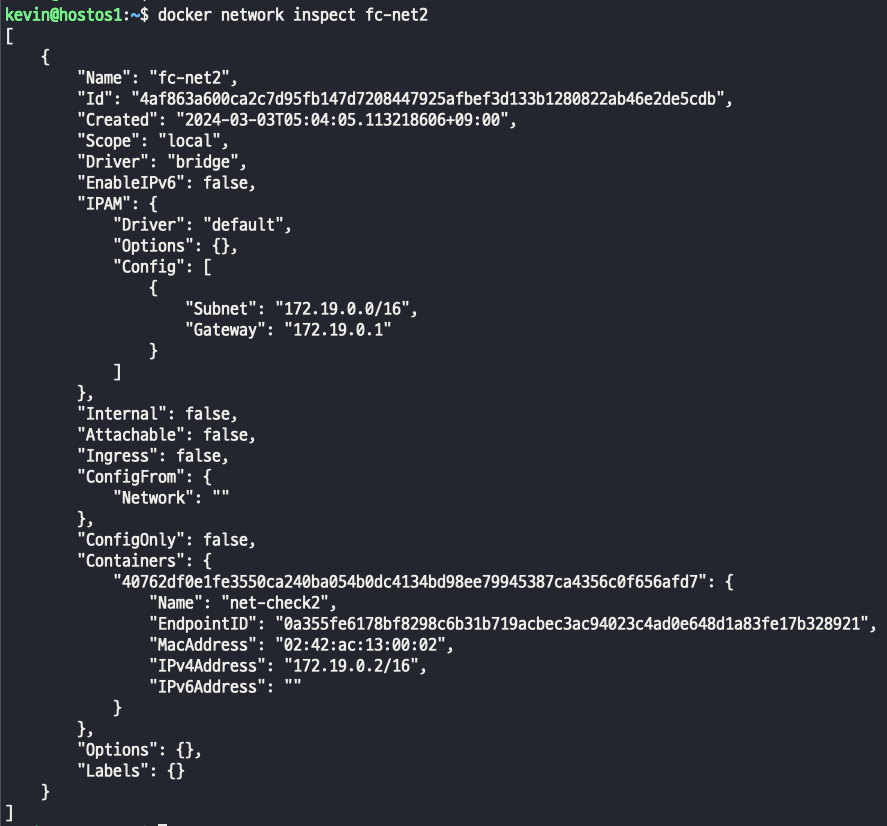 kevin@hostos1:~$ docker network inspect fc-net2
[
    {
        "Name": "fc-net2",
        "Id": "4af863a600ca2c7d95fb147d7208447925afbef3d133b1280822ab46e2de5cdb",
        "Created": "2024-03-03T05:04:05.113218606+09:00",
        "Scope": "local",
        "Driver": "bridge",
        "EnableIPv6": false,
        "IPAM": {
            "Driver": "default",
            "Options": {},
            "Config": [
                {
                    "Subnet": "172.19.0.0/16",
                    "Gateway": "172.19.0.1"
                }
            ]
        },
        "Internal": false,
        "Attachable": false,
        "Ingress": false,
        "ConfigFrom": {
            "Network": ""
        },
        "ConfigOnly": false,
        "Containers": {
            "40762df0e1fe3550ca240ba054b0dc4134bd98ee79945387ca4356c0f656afd7": {
                "Name": "net-check2",
                "EndpointID": "0a355fe6178bf8298c6b31b719acbec3ac94023c4ad0e648d1a83fe17b328921",
                "MacAddress": "02:42:ac:13:00:02",
                "IPv4Address": "172.19.0.2/16",
                "IPv6Address": ""
            }
        },
        "Options": {},
        "Labels": {}
    }
]